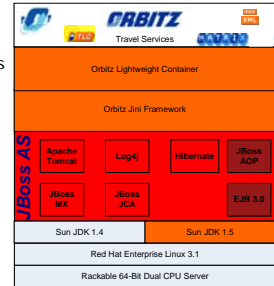 ORBITZ
TLC
Travel Services
MATRIX
XML
s
Orbitz Lightweight Container
Orbitz Jini Framework
JBoss AS
Apache Tomcat
Log4j
Hibernate
JBoss AOP
JBoss MX
JBoss JCA
EJB 3.0
Sun JDK 1.4
Sun JDK 1.5
Red Hat Enterprise Linux 3.1
Rackable 64-Bit Dual CPU Server